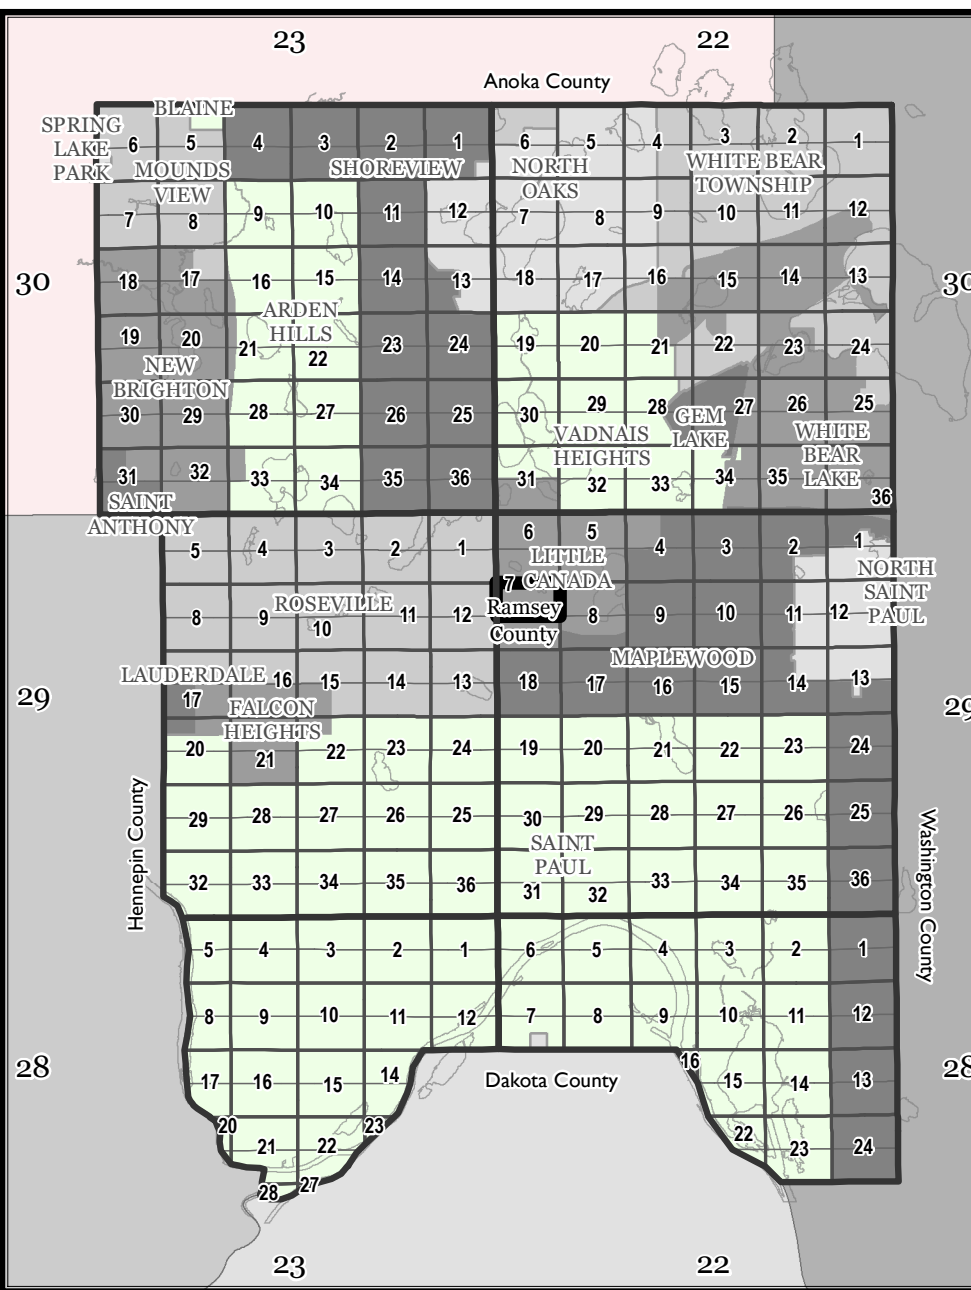 23 22
Anoka County
BLAINE
SPRING
LAKE
PARK
6 5 4 3 2 1 6 5 4 3 2 1
MOUNDS
VIEW
SHOREVIEW
NORTH
OAKS
WHITE BEAR
TOWNSHIP
7 8 9 10 11 12 7 8 9 10 11 12
30 18 17 16 15 14 13 18 17 16 15 14 13 30
ARDEN
HILLS
19 20 21 22 23 24 19 20 21 22 23 24
NEW
BRIGHTON
30 29 28 27 26 25 30 29 28 27 26 25
GEM
LAKE
VADNAIS
HEIGHTS
WHITE
BEAR
LAKE
31 32 33 34 35 36 31 32 33 34 35 36
SAINT
ANTHONY
5 4 3 2 1 6 5 4 3 2 1
LITTLE
CANADA
NORTH
SAINT
PAUL
8 9 10 11 12 7 8 9 10 11 12
ROSEVILLE
Ramsey
County
MAPLEWOOD
LAUDERDALE
29 17 16 15 14 13 18 17 16 15 14 13 29
FALCON
HEIGHTS
20 21 22 23 24 19 20 21 22 23 24
29 28 27 26 25 30 29 28 27 26 25
Hennepin County
Washington County
SAINT
PAUL
32 33 34 35 36 31 32 33 34 35 36
5 4 3 2 1 6 5 4 3 2 1
8 9 10 11 12 7 8 9 10 11 12
28 17 16 15 14 16 15 14 13 28
Dakota County
20 21 22 23 22 23 24
28 27
23 22